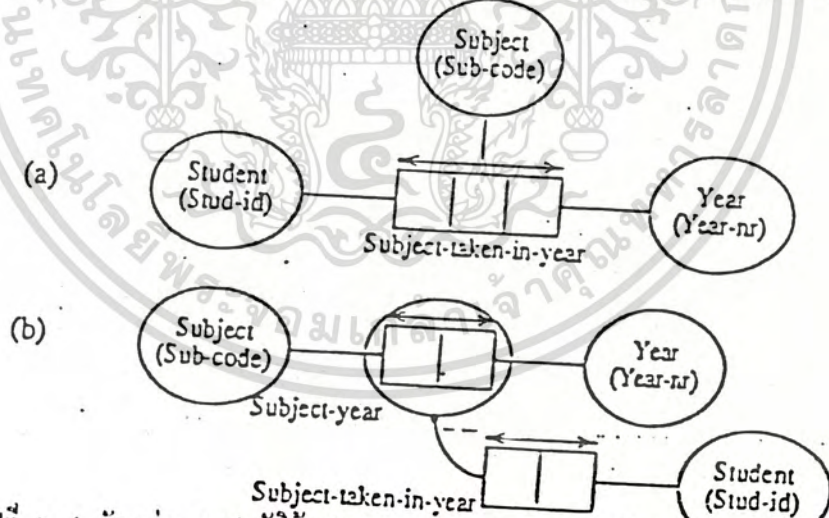 Subject
(Sub-code)
(a)
Student
(Stud-id)
Year
(Year-nr)
Subject-taken-in-year
(b)
Subject
(Sub-code)
Year
(Year-nr)
Subject-year
Subject-taken-in-year
Student
(Stud-id)